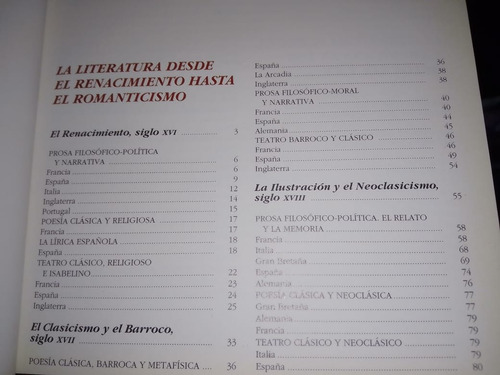 LA LITERATURA DESDE
EL RENACIMIENTO HASTA
EL ROMANTICISMO
El Renacimiento, siglo XVI 3
PROSA FILOSÓFICO-POLÍTICA
Y NARRATIVA 6
Francia 6
España 9
Italia 12
Inglaterra 14
Portugal 15
POESÍA CLÁSICA Y RELIGIOSA 17
Francia 17
LA LÍRICA ESPAÑOLA 18
España 18
TEATRO CLÁSICO, RELIGIOSO
E ISABELINO 22
Francia 23
España 24
Inglaterra 25
El Clasicismo y el Barroco,
siglo XVII 33
POESÍA CLÁSICA, BARROCA Y METAFÍSICA 36
España 36
La Arcadia 38
Inglaterra 38
PROSA FILOSÓFICO-MORAL
Y NARRATIVA 40
Francia 40
España 44
Alemania 45
TEATRO BARROCO Y CLÁSICO 46
Francia 46
España 49
Inglaterra 54
La Ilustración y el Neoclasicismo,
siglo XVIII 55
PROSA FILOSÓFICO-POLÍTICA. EL RELATO
Y LA MEMORIA 58
Francia 58
Italia 68
Gran Bretaña 69
España 74
Alemania 76
POESÍA CLÁSICA Y NEOCLÁSICA 77
Gran Bretaña 77
Alemania 79
Francia 79
TEATRO CLÁSICO Y NEOCLÁSICO 79
Italia 79
España 80